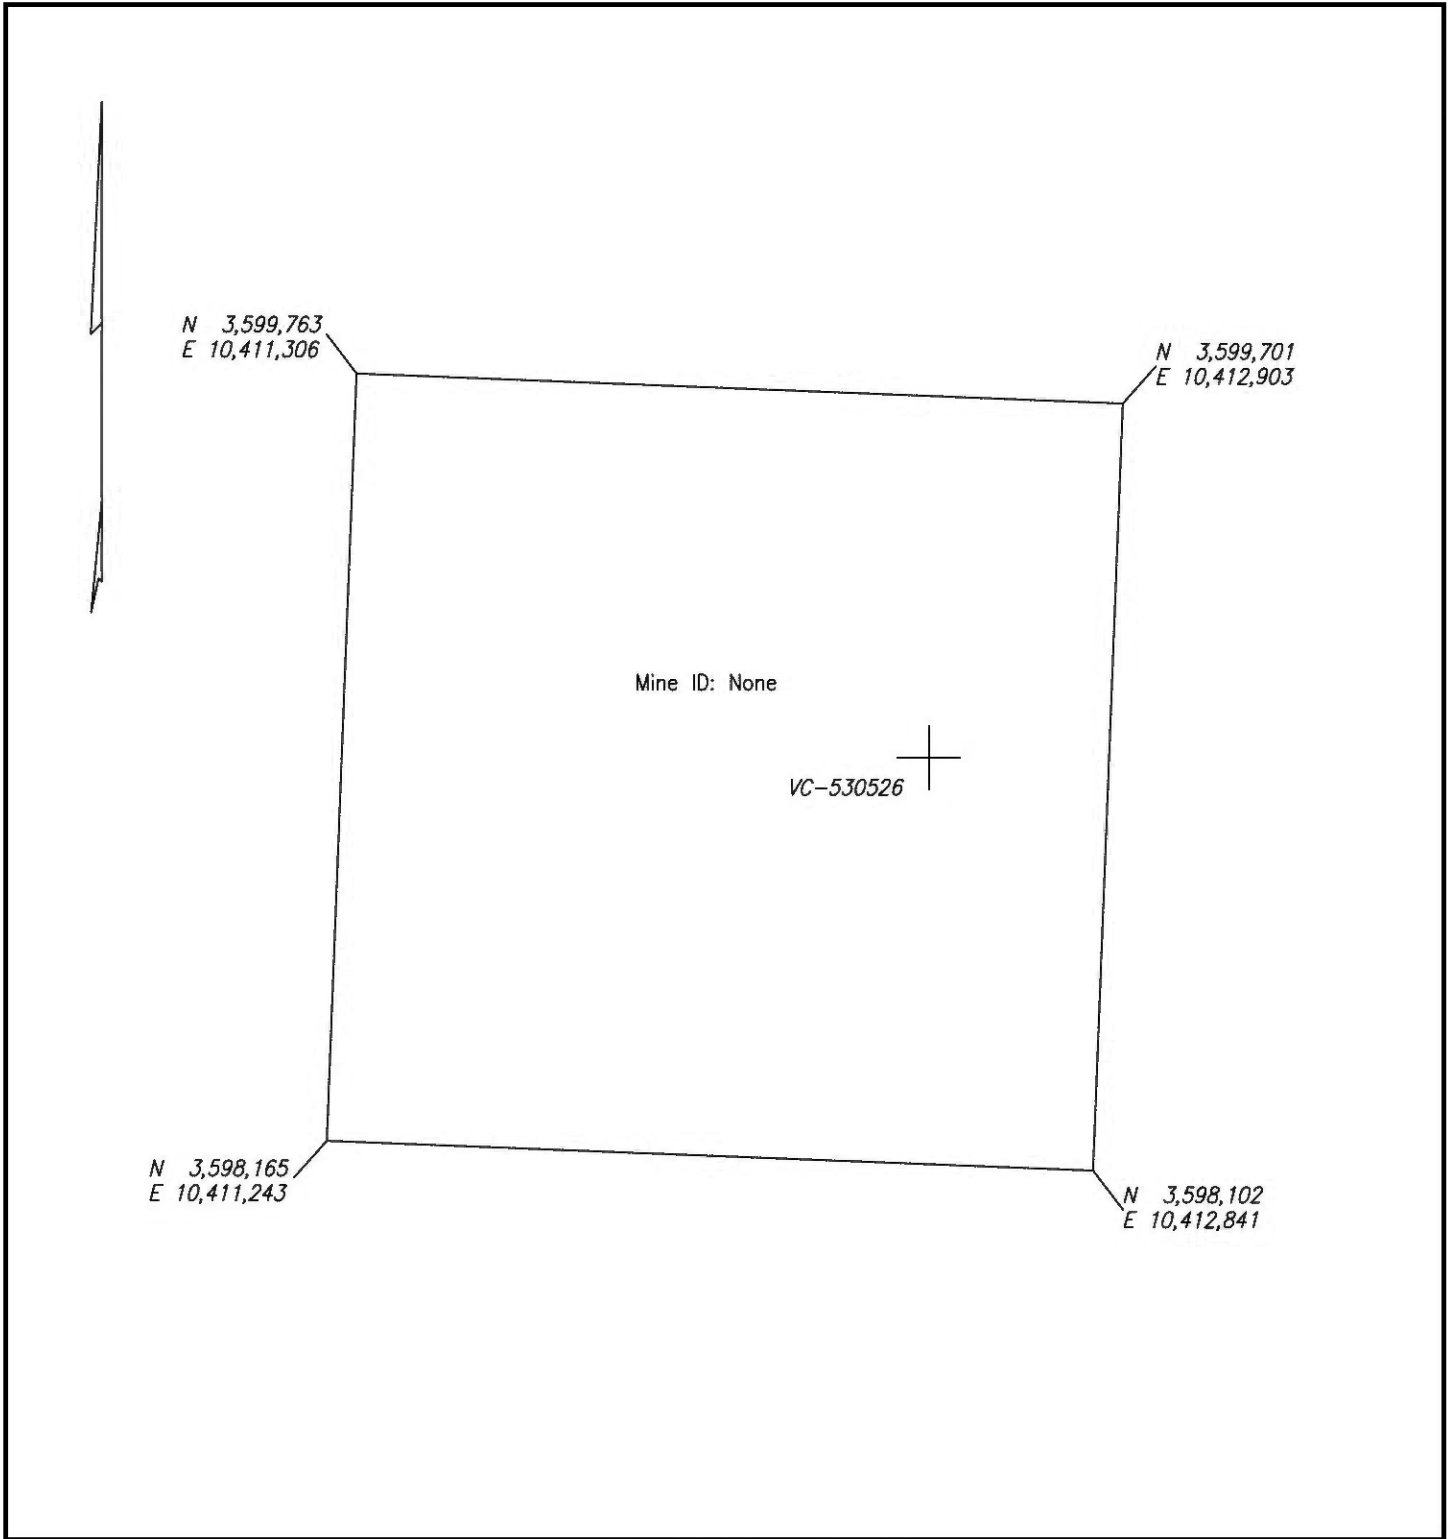 N 3,599,763
E 10,411,306
N 3,599,701
E 10,412,903
Mine ID: None
VC-530526
N 3,598,165
E 10,411,243
N 3,598,102
E 10,412,841